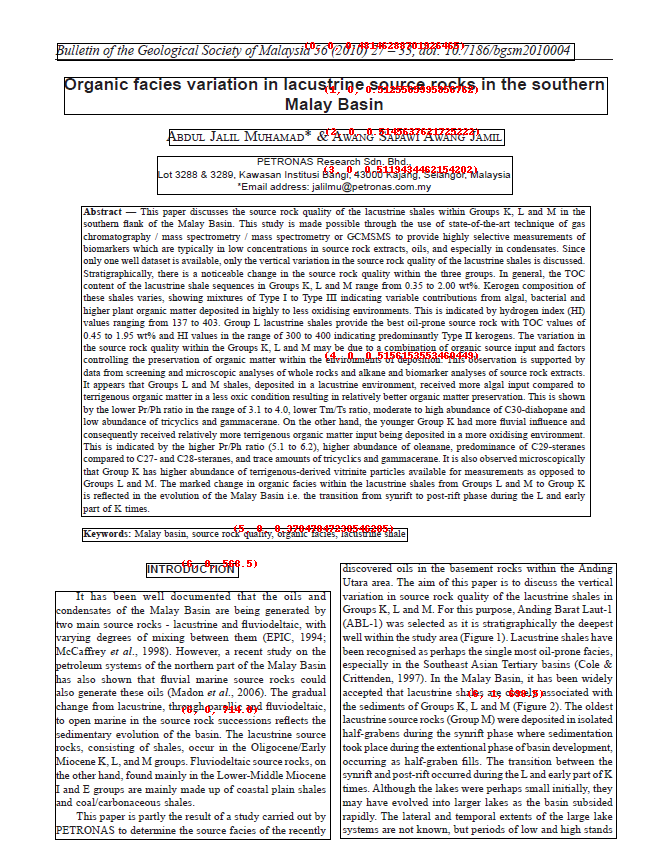 Bulletin of the Geological Society of Malaysia 56 (2010) 27 – 33, doi: 10.7186/bgsm2010004
Organic facies variation in lacustrine source rocks in the southern
Malay Basin
Abdul Jalil Muhamad* & Awang Sapawi Awang Jamil
PETRONAS Research Sdn. Bhd.,
Lot 3288 & 3289, Kawasan Institusi Bangi, 43000 Kajang, Selangor, Malaysia
*Email address: jalilmu@petronas.com.my
Abstract — This paper discusses the source rock quality of the lacustrine shales within Groups K, L and M in the
southern flank of the Malay Basin. This study is made possible through the use of state-of-the-art technique of gas
chromatography / mass spectrometry / mass spectrometry or GCMSMS to provide highly selective measurements of
biomarkers which are typically in low concentrations in source rock extracts, oils, and especially in condensates. Since
only one well dataset is available, only the vertical variation in the source rock quality of the lacustrine shales is discussed.
Stratigraphically, there is a noticeable change in the source rock quality within the three groups. In general, the TOC
content of the lacustrine shale sequences in Groups K, L and M range from 0.35 to 2.00 wt%. Kerogen composition of
these shales varies, showing mixtures of Type I to Type III indicating variable contributions from algal, bacterial and
higher plant organic matter deposited in highly to less oxidising environments. This is indicated by hydrogen index (HI)
values ranging from 137 to 403. Group L lacustrine shales provide the best oil-prone source rock with TOC values of
0.45 to 1.95 wt% and HI values in the range of 300 to 400 indicating predominantly Type II kerogens. The variation in
the source rock quality within the Groups K, L and M may be due to a combination of organic source input and factors
controlling the preservation of organic matter within the environments of deposition. This observation is supported by
data from screening and microscopic analyses of whole rocks and alkane and biomarker analyses of source rock extracts.
It appears that Groups L and M shales, deposited in a lacustrine environment, received more algal input compared to
terrigenous organic matter in a less oxic condition resulting in relatively better organic matter preservation. This is shown
by the lower Pr/Ph ratio in the range of 3.1 to 4.0, lower Tm/Ts ratio, moderate to high abundance of C30-diahopane and
low abundance of tricyclics and gammacerane. On the other hand, the younger Group K had more fluvial influence and
consequently received relatively more terrigenous organic matter input being deposited in a more oxidising environment.
This is indicated by the higher Pr/Ph ratio (5.1 to 6.2), higher abundance of oleanane, predominance of C29-steranes
compared to C27- and C28-steranes, and trace amounts of tricyclics and gammacerane. It is also observed microscopically
that Group K has higher abundance of terrigenous-derived vitrinite particles available for measurements as opposed to
Groups L and M. The marked change in organic facies within the lacustrine shales from Groups L and M to Group K
is reflected in the evolution of the Malay Basin i.e. the transition from synrift to post-rift phase during the L and early
part of K times.
Keywords: Malay basin, source rock quality, organic facies, lacustrine shale
(6, 0, 568.5)
INTRODUCTION
It has been well documented that the oils and
condensates of the Malay Basin are being generated by
two main source rocks - lacustrine and fluviodeltaic, with
varying degrees of mixing between them (EPIC, 1994;
McCaffrey et al., 1998). However, a recent study on the
petroleum systems of the northern part of the Malay Basin
has also shown that fluvial marine source rocks could
also generate these oils (Madon et al., 2006). The gradual
change from lacustrine, through paralic and fluviodeltaic,
(6, 0, 714.0)
to open marine in the source rock successions reflects the
sedimentary evolution of the basin. The lacustrine source
rocks, consisting of shales, occur in the Oligocene/Early
Miocene K, L, and M groups. Fluviodeltaic source rocks, on
the other hand, found mainly in the Lower-Middle Miocene
I and E groups are mainly made up of coastal plain shales
and coal/carbonaceous shales.
This paper is partly the result of a study carried out by
PETRONAS to determine the source facies of the recently
discovered oils in the basement rocks within the Anding
Utara area. The aim of this paper is to discuss the vertical
variation in source rock quality of the lacustrine shales in
Groups K, L and M. For this purpose, Anding Barat Laut-1
(ABL-1) was selected as it is stratigraphically the deepest
well within the study area (Figure 1). Lacustrine shales have
been recognised as perhaps the single most oil-prone facies,
especially in the Southeast Asian Tertiary basins (Cole &
Crittenden, 1997). In the Malay Basin, it has been widely
accepted that lacustrine shales are closely associated with
(6, 1, 698.5)
the sediments of Groups K, L and M (Figure 2). The oldest
lacustrine source rocks (Group M) were deposited in isolated
half-grabens during the synrift phase where sedimentation
took place during the extentional phase of basin development,
occurring as half-graben fills. The transition between the
synrift and post-rift occurred during the L and early part of K
times. Although the lakes were perhaps small initially, they
may have evolved into larger lakes as the basin subsided
rapidly. The lateral and temporal extents of the large lake
systems are not known, but periods of low and high stands